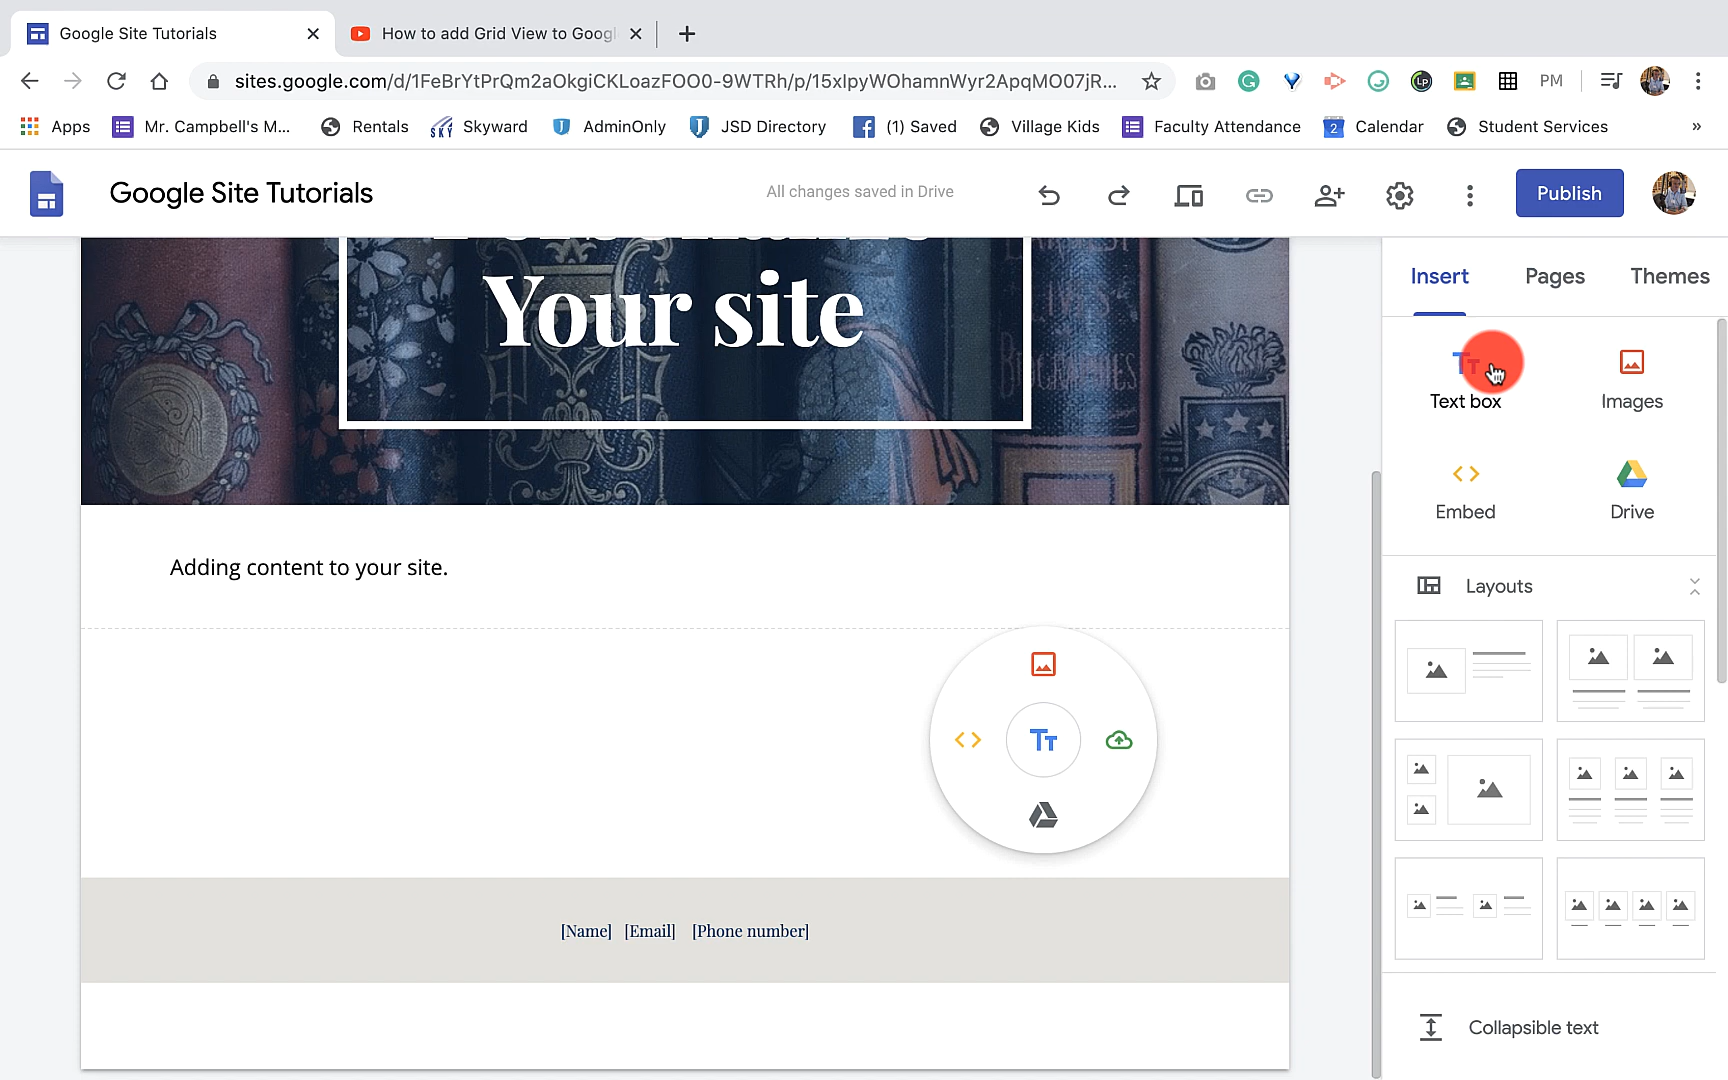 Google Site Tutorials
How to add Grid View to Googl
sites.google.com/d/1FeBrYtPrQm2aOkgiCKLoazFOO0-9WTRh/p/15xIpyWOhamnWyr2ApqMO07jR...
PM
Apps
Mr. Campbell's M...
Rentals
SKY
Skyward
AdminOnly
JSD Directory
(1) Saved
Village Kids
Faculty Attendance
2
Calendar
Student Services
»
Google Site Tutorials
All changes saved in Drive
Publish
Your site
Insert
Pages
Themes
Text box
Images
Embed
Drive
Adding content to your site.
Layouts
[Name] [Email] [Phone number]
Collapsible text